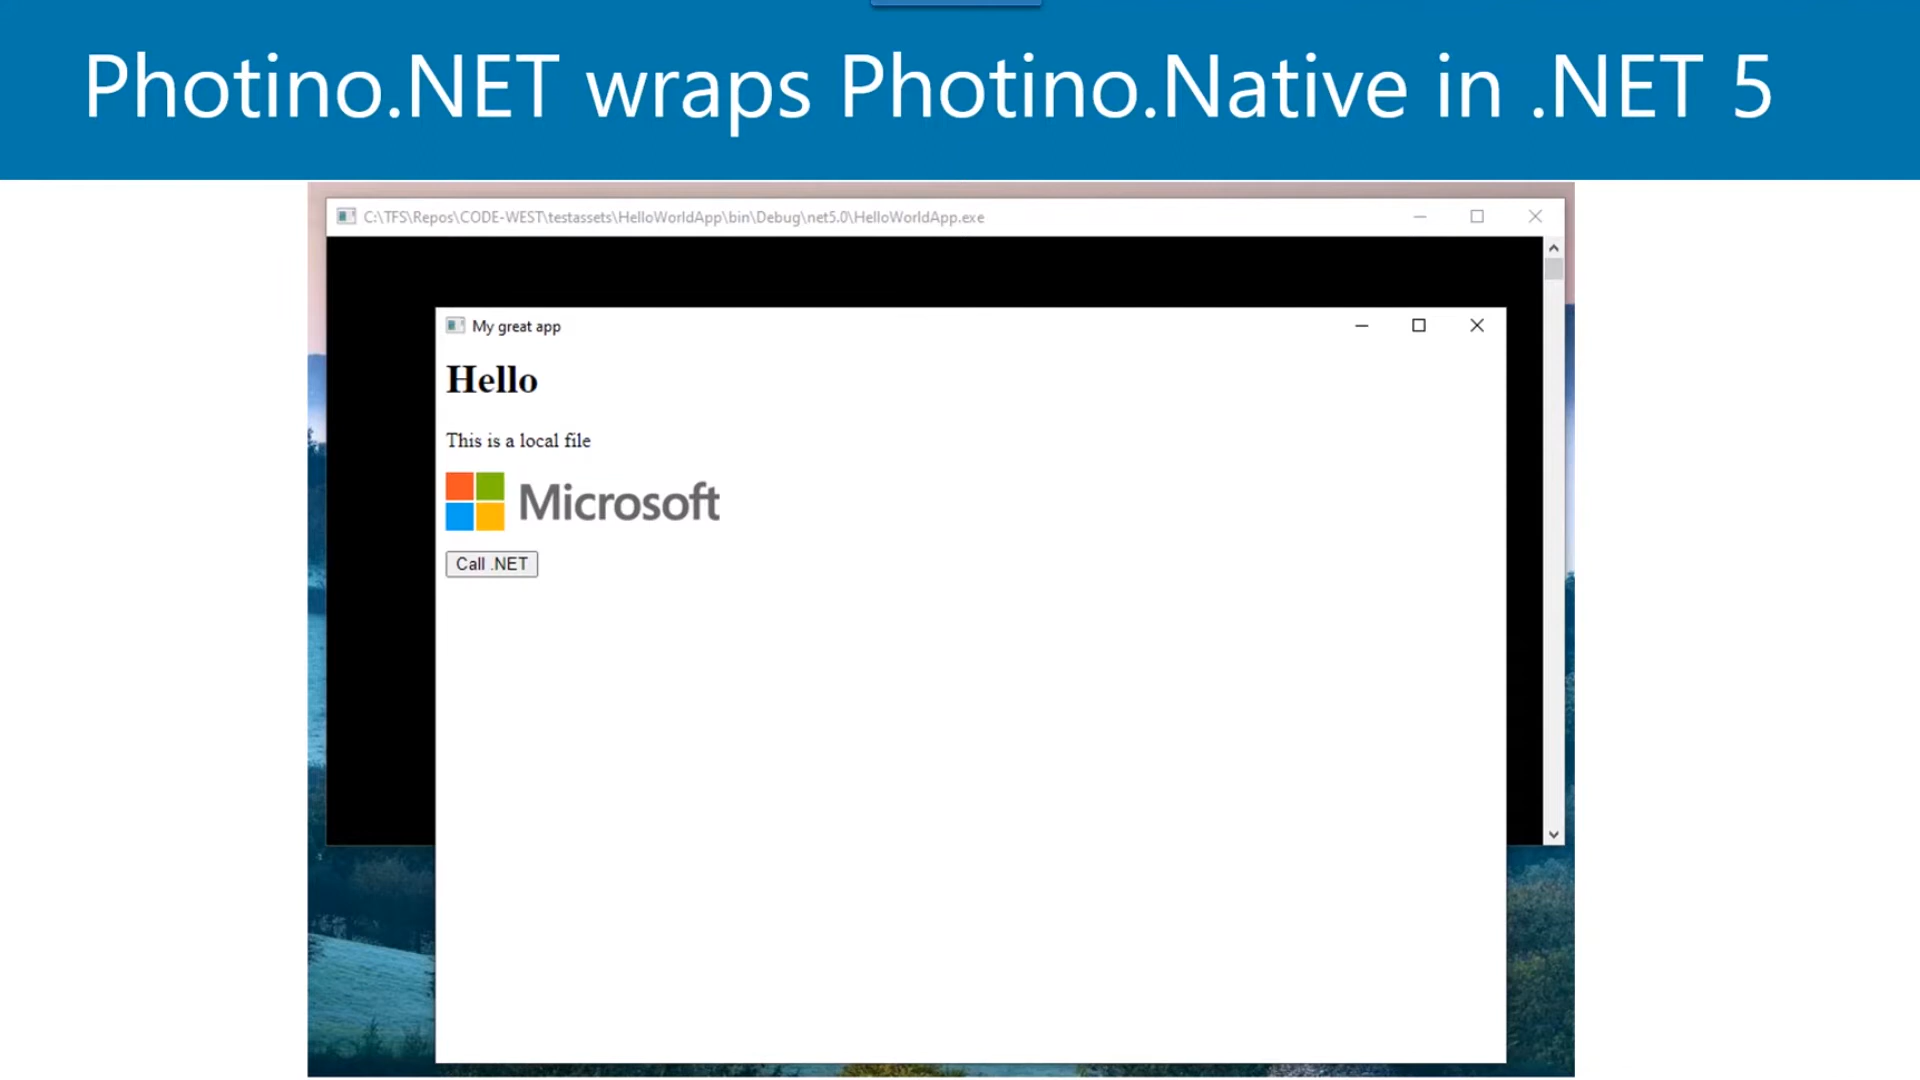 Photino.NET wraps Photino.Native in .NET 5
C:\TFS\Repos\CODE-WEST\testassets\HelloWorldApp\bin\Debug\net5.0\HelloWorldApp.exe
My great app
Hello
This is a local file
Microsoft
Call .NET